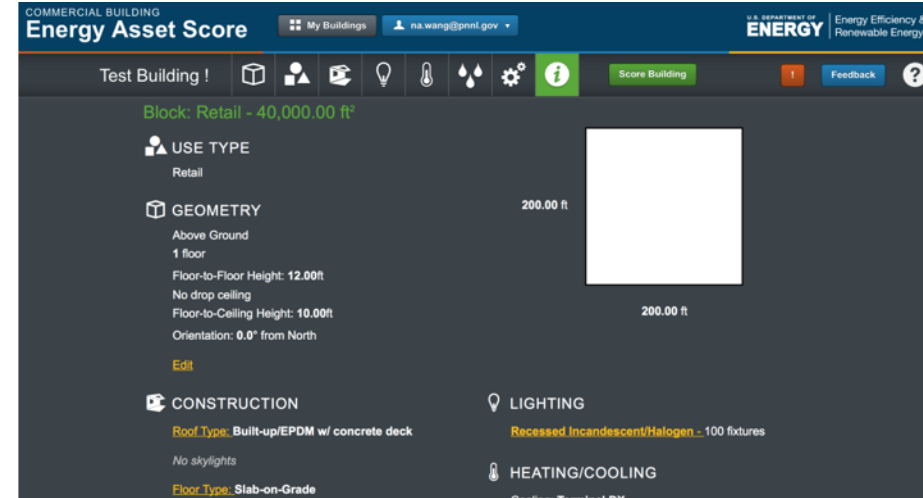 COMMERCIAL BUILDING
Energy Asset Score
My Buildings
na.wang@pnnl.gov
U.S. DEPARTMENT OF
ENERGY
Energy Efficiency &
Renewable Energy
Test Building !
i
Score Building
!
Feedback
?
Block: Retail - 40,000.00 ft²
USE TYPE
Retail
GEOMETRY
Above Ground
1 floor
Floor-to-Floor Height: 12.00ft
No drop ceiling
Floor-to-Ceiling Height: 10.00ft
Orientation: 0.0° from North
Edit
200.00 ft
200.00 ft
CONSTRUCTION
Roof Type: Built-up/EPDM w/ concrete deck
No skylights
Floor Type: Slab-on-Grade
LIGHTING
Recessed Incandescent/Halogen - 100 fixtures
HEATING/COOLING
Cooling: Terminal DX